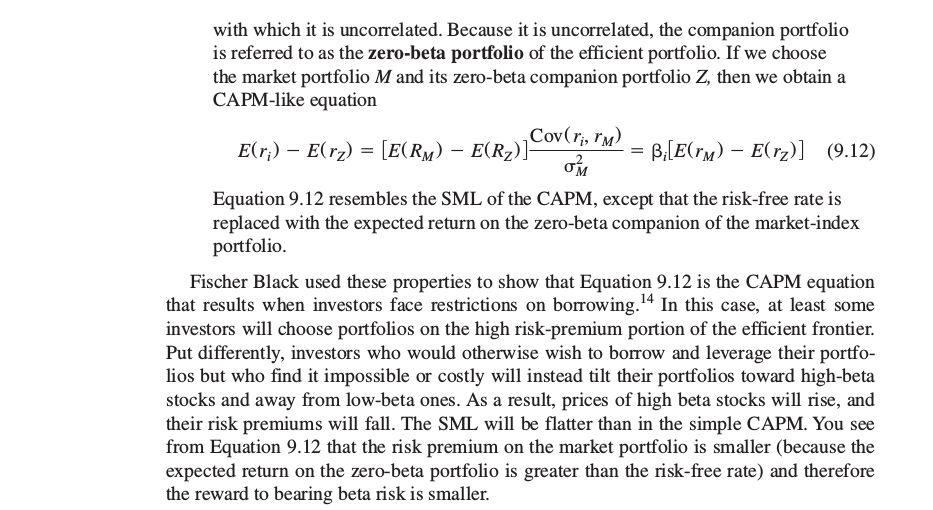 with which it is uncorrelated. Because it is uncorrelated, the companion portfolio
is referred to as the zero-beta portfolio of the efficient portfolio. If we choose
the market portfolio M and its zero-beta companion portfolio Z, then we obtain a
CAPM-like equation
E(r_i) − E(r_Z) = [E(R_M) − E(R_Z)] Cov(r_i, r_M) / σ²_M = β_i[E(r_M) − E(r_Z)] (9.12)
Equation 9.12 resembles the SML of the CAPM, except that the risk-free rate is
replaced with the expected return on the zero-beta companion of the market-index
portfolio.
Fischer Black used these properties to show that Equation 9.12 is the CAPM equation
that results when investors face restrictions on borrowing.¹⁴ In this case, at least some
investors will choose portfolios on the high risk-premium portion of the efficient frontier.
Put differently, investors who would otherwise wish to borrow and leverage their portfo-
lios but who find it impossible or costly will instead tilt their portfolios toward high-beta
stocks and away from low-beta ones. As a result, prices of high beta stocks will rise, and
their risk premiums will fall. The SML will be flatter than in the simple CAPM. You see
from Equation 9.12 that the risk premium on the market portfolio is smaller (because the
expected return on the zero-beta portfolio is greater than the risk-free rate) and therefore
the reward to bearing beta risk is smaller.